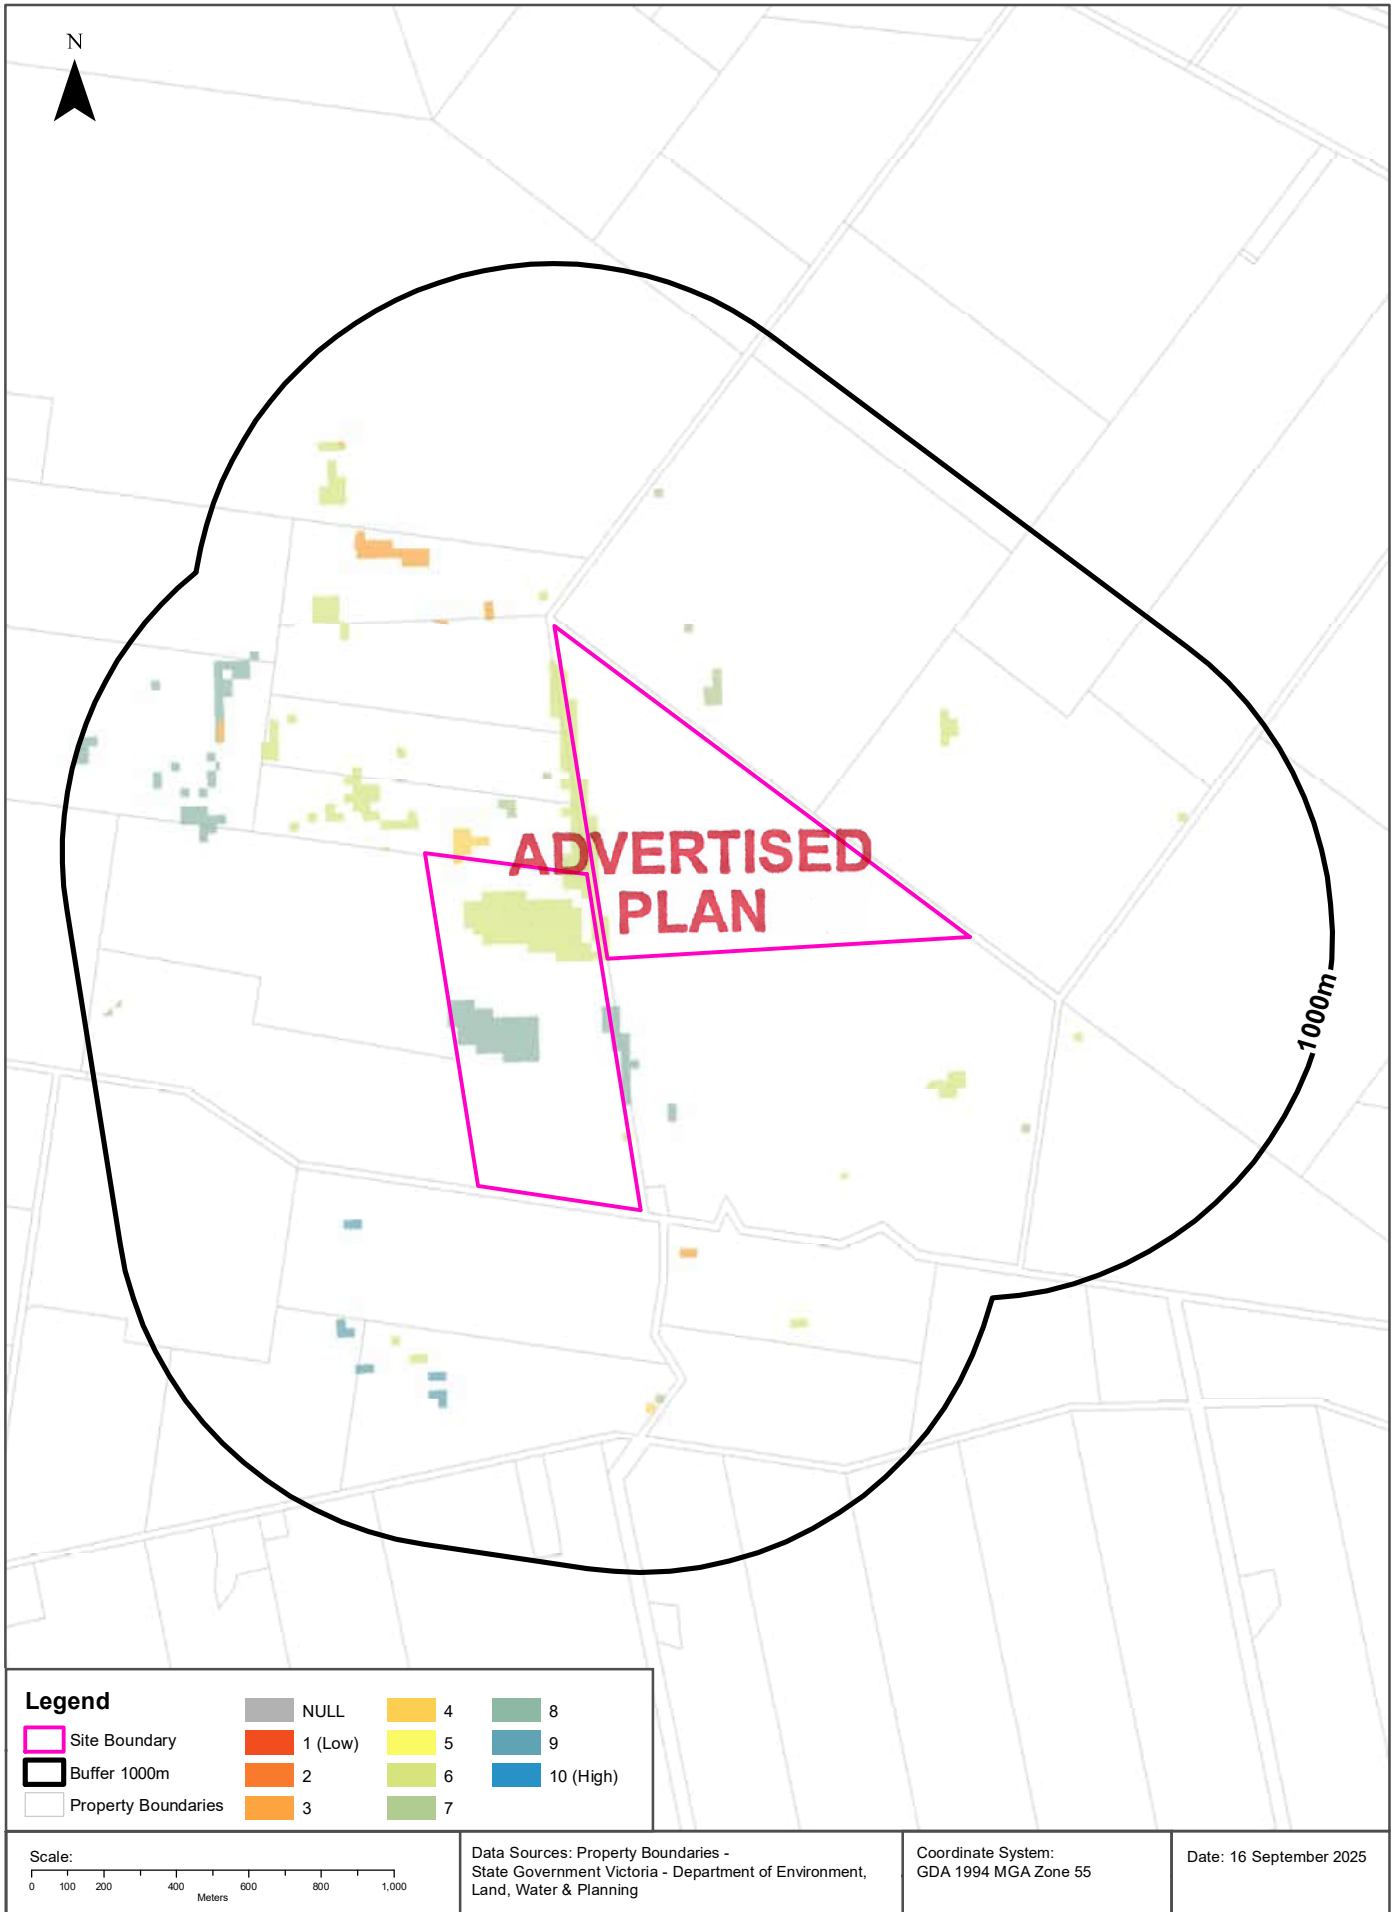 N
ADVERTISED
PLAN
1000m
Legend
Site Boundary
Buffer 1000m
Property Boundaries
NULL
1 (Low)
2
3
4
5
6
7
8
9
10 (High)
Scale:
0 100 200 400 600 800 1,000
Meters
Data Sources: Property Boundaries -
State Government Victoria - Department of Environment,
Land, Water & Planning
Coordinate System:
GDA 1994 MGA Zone 55
Date: 16 September 2025